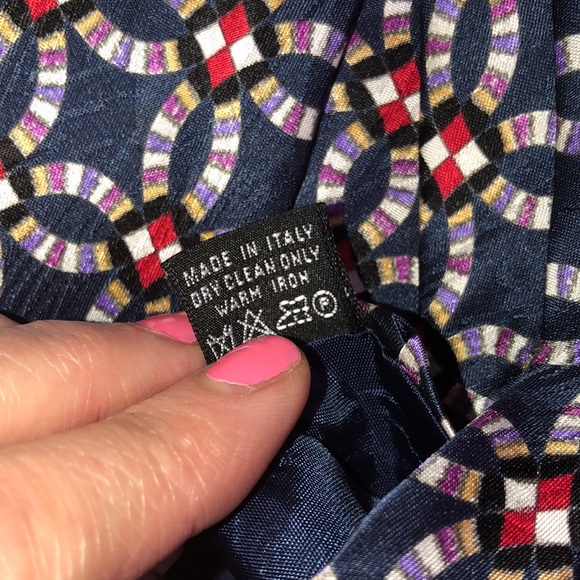 MADE IN ITALY
DRY CLEAN ONLY
WARM IRON
P